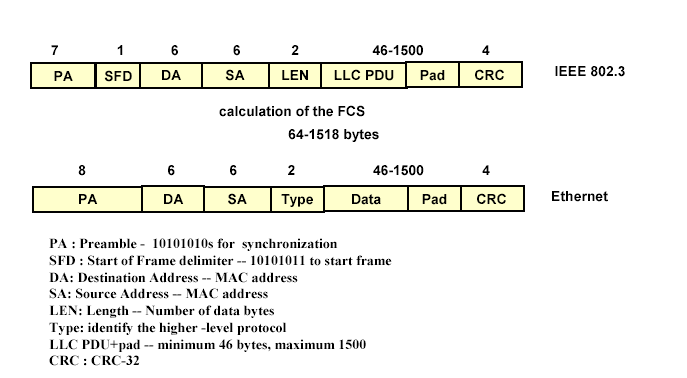 7 1 6 6 2 46-1500 4
PA SFD DA SA LEN LLC PDU Pad CRC IEEE 802.3
calculation of the FCS
64-1518 bytes
8 6 6 2 46-1500 4
PA DA SA Type Data Pad CRC Ethernet
PA : Preamble - 10101010s for synchronization
SFD : Start of Frame delimiter -- 10101011 to start frame
DA: Destination Address -- MAC address
SA: Source Address -- MAC address
LEN: Length -- Number of data bytes
Type: identify the higher -level protocol
LLC PDU+pad -- minimum 46 bytes, maximum 1500
CRC : CRC-32